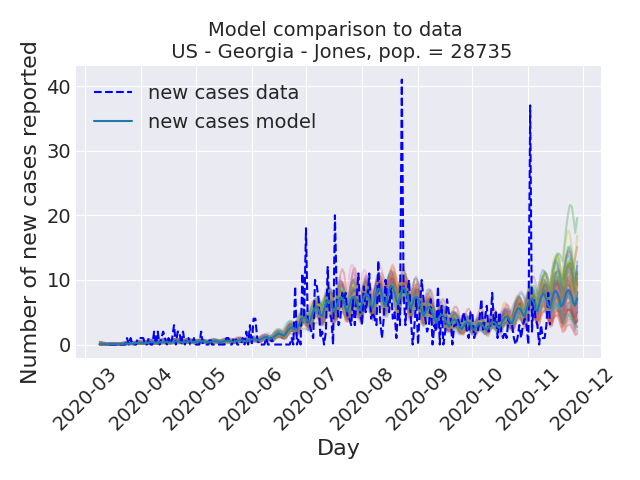 Model comparison to data
US - Georgia - Jones, pop. = 28735
Number of new cases reported
40
30
20
10
0
new cases data
new cases model
2020-03
2020-04
2020-05
2020-06
2020-07
2020-08
2020-09
2020-10
2020-11
2020-12
Day